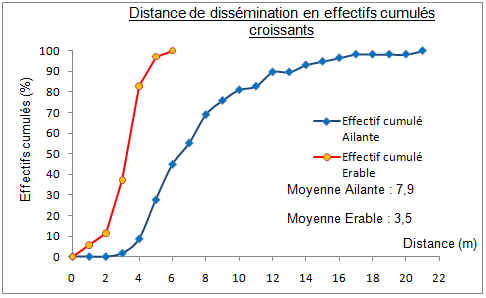 Distance de dissémination en effectifs cumulés
croissants
Effectifs cumulés (%)
100
90
80
70
60
50
40
30
20
10
0
Effectif cumulé
Ailante
Effectif cumulé
Erable
Moyenne Ailante : 7,9
Moyenne Erable : 3,5
Distance (m)
0 2 4 6 8 10 12 14 16 18 20 22